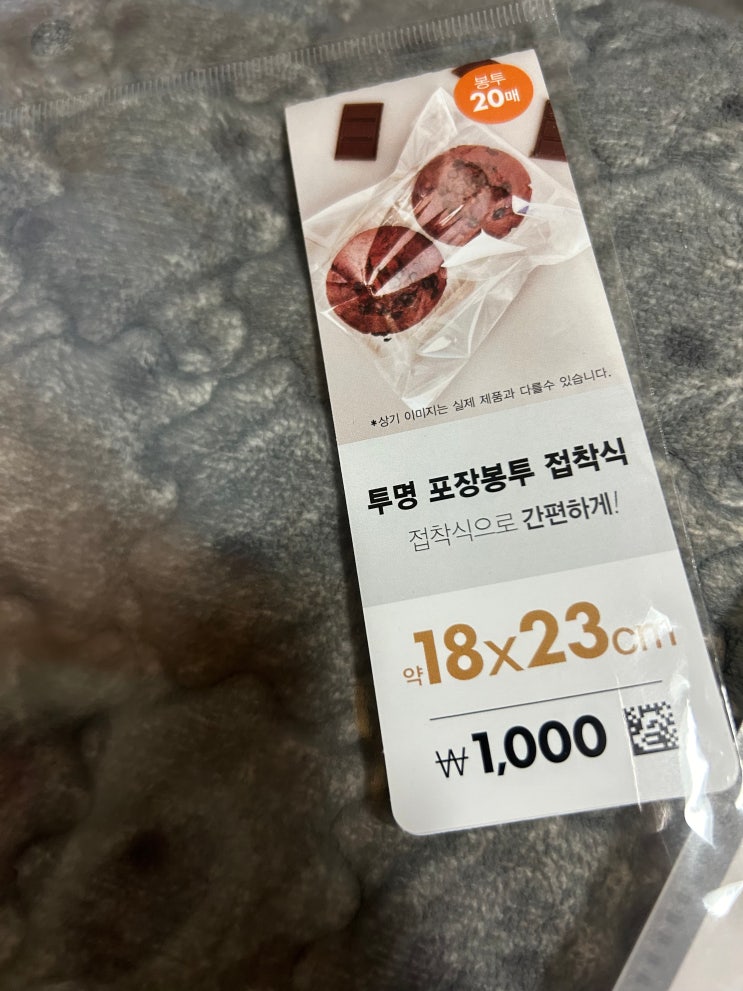 봉투
20매
*상기 이미지는 실제 제품과 다를수 있습니다.
투명 포장봉투 접착식
접착식으로 간편하게!
약18x23cm
₩1,000